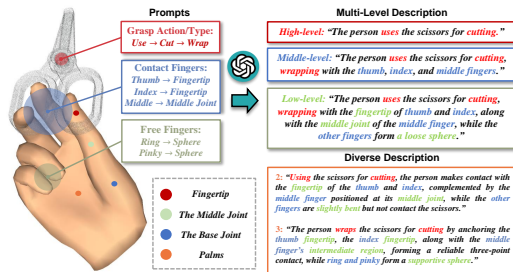 Prompts
Grasp Action/Type:
Use → Cut → Wrap
Contact Fingers:
Thumb → Fingertip
Index → Fingertip
Middle → Middle Joint
Free Fingers:
Ring → Sphere
Pinky → Sphere
Fingertip
The Middle Joint
The Base Joint
Palms
Multi-Level Description
High-level: “The person uses the scissors for cutting.”
Middle-level: “The person uses the scissors for cutting,
wrapping with the thumb, index, and middle fingers.”
Low-level: “The person uses the scissors for cutting,
wrapping with the fingertip of thumb and index, along
with the middle joint of the middle finger, while the
other fingers form a loose sphere.”
Diverse Description
2: “Using the scissors for cutting, the person makes contact with
the fingertip of the thumb and index, complemented by the
middle finger positioned at its middle joint, while the other
fingers are slightly bent but not contact the scissors.”
3: “The person wraps the scissors for cutting by anchoring the
thumb fingertip, the index fingertip, along with the middle
finger's intermediate region, forming a reliable three-point
contact, while ring and pinky form a supportive sphere.”